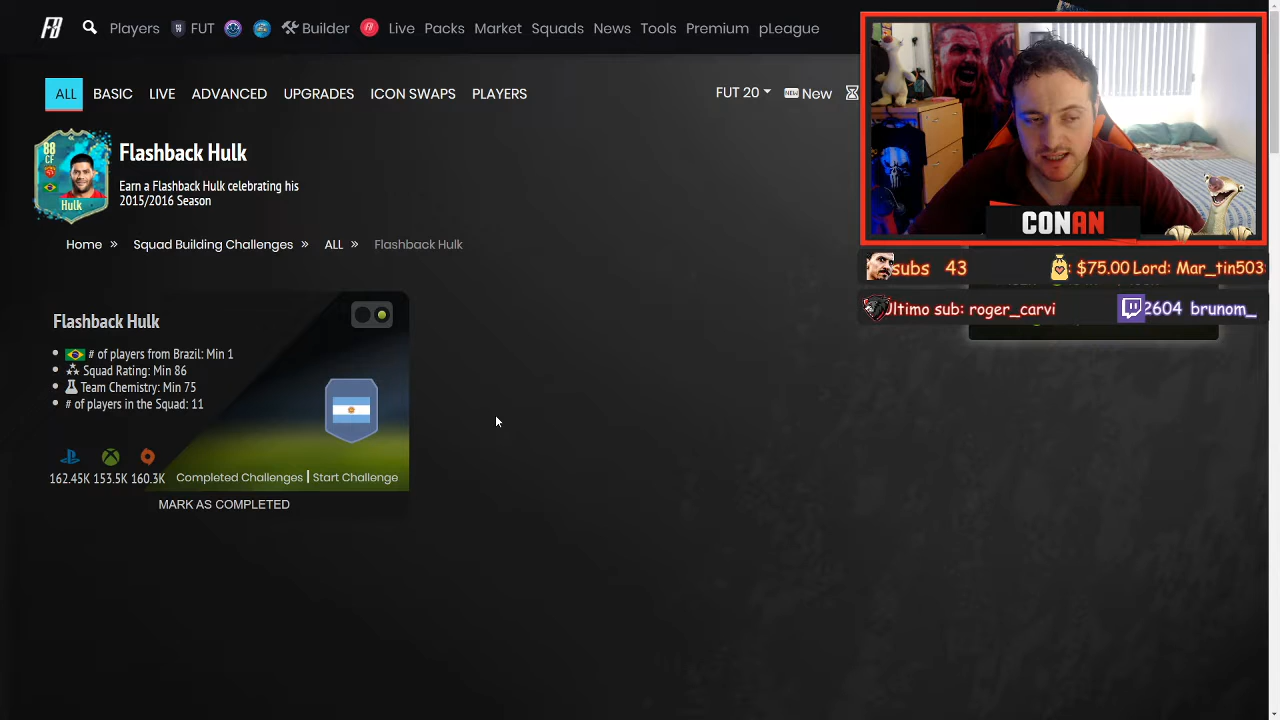 FB Players FUT Builder Live Packs Market Squads News Tools Premium pLeague
ALL BASIC LIVE ADVANCED UPGRADES ICON SWAPS PLAYERS
FUT 20 NEW New
88
CF
Hulk
Flashback Hulk
Earn a Flashback Hulk celebrating his
2015/2016 Season
Home » Squad Building Challenges » ALL » Flashback Hulk
Flashback Hulk
# of players from Brazil: Min 1
Squad Rating: Min 86
Team Chemistry: Min 75
# of players in the Squad: 11
162.45K 153.5K 160.3K
Completed Challenges | Start Challenge
MARK AS COMPLETED
CONAN
subs 43
: $75.00 Lord: Mar_tin503
Ultimo sub: roger_carvi
2604 brunom_